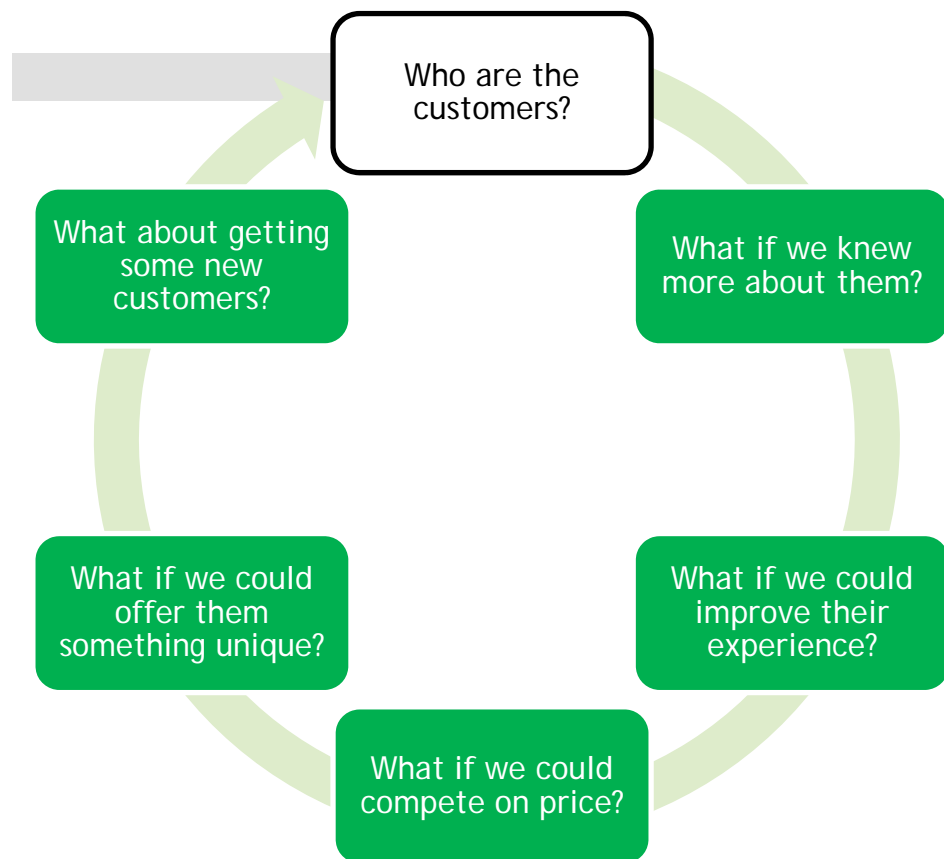 Who are the
customers?
What if we knew
more about them?
What if we could
improve their
experience?
What if we could
compete on price?
What if we could
offer them
something unique?
What about getting
some new
customers?